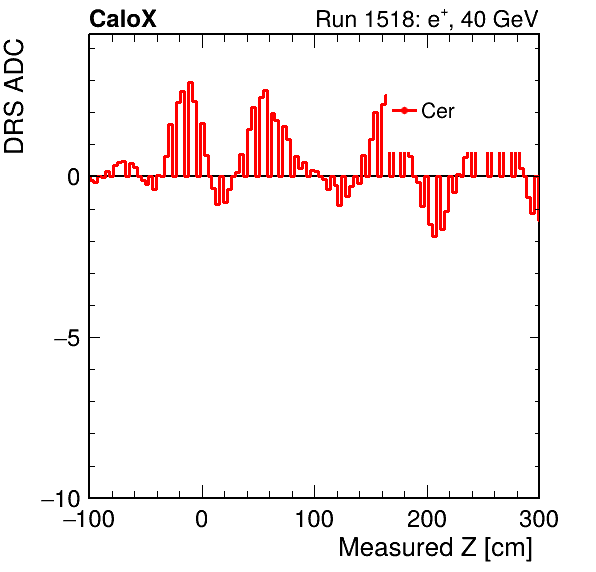 CaloX Run 1518: e+, 40 GeV
DRS ADC
Cer
0
−5
−10
−100 0 100 200 300
Measured Z [cm]